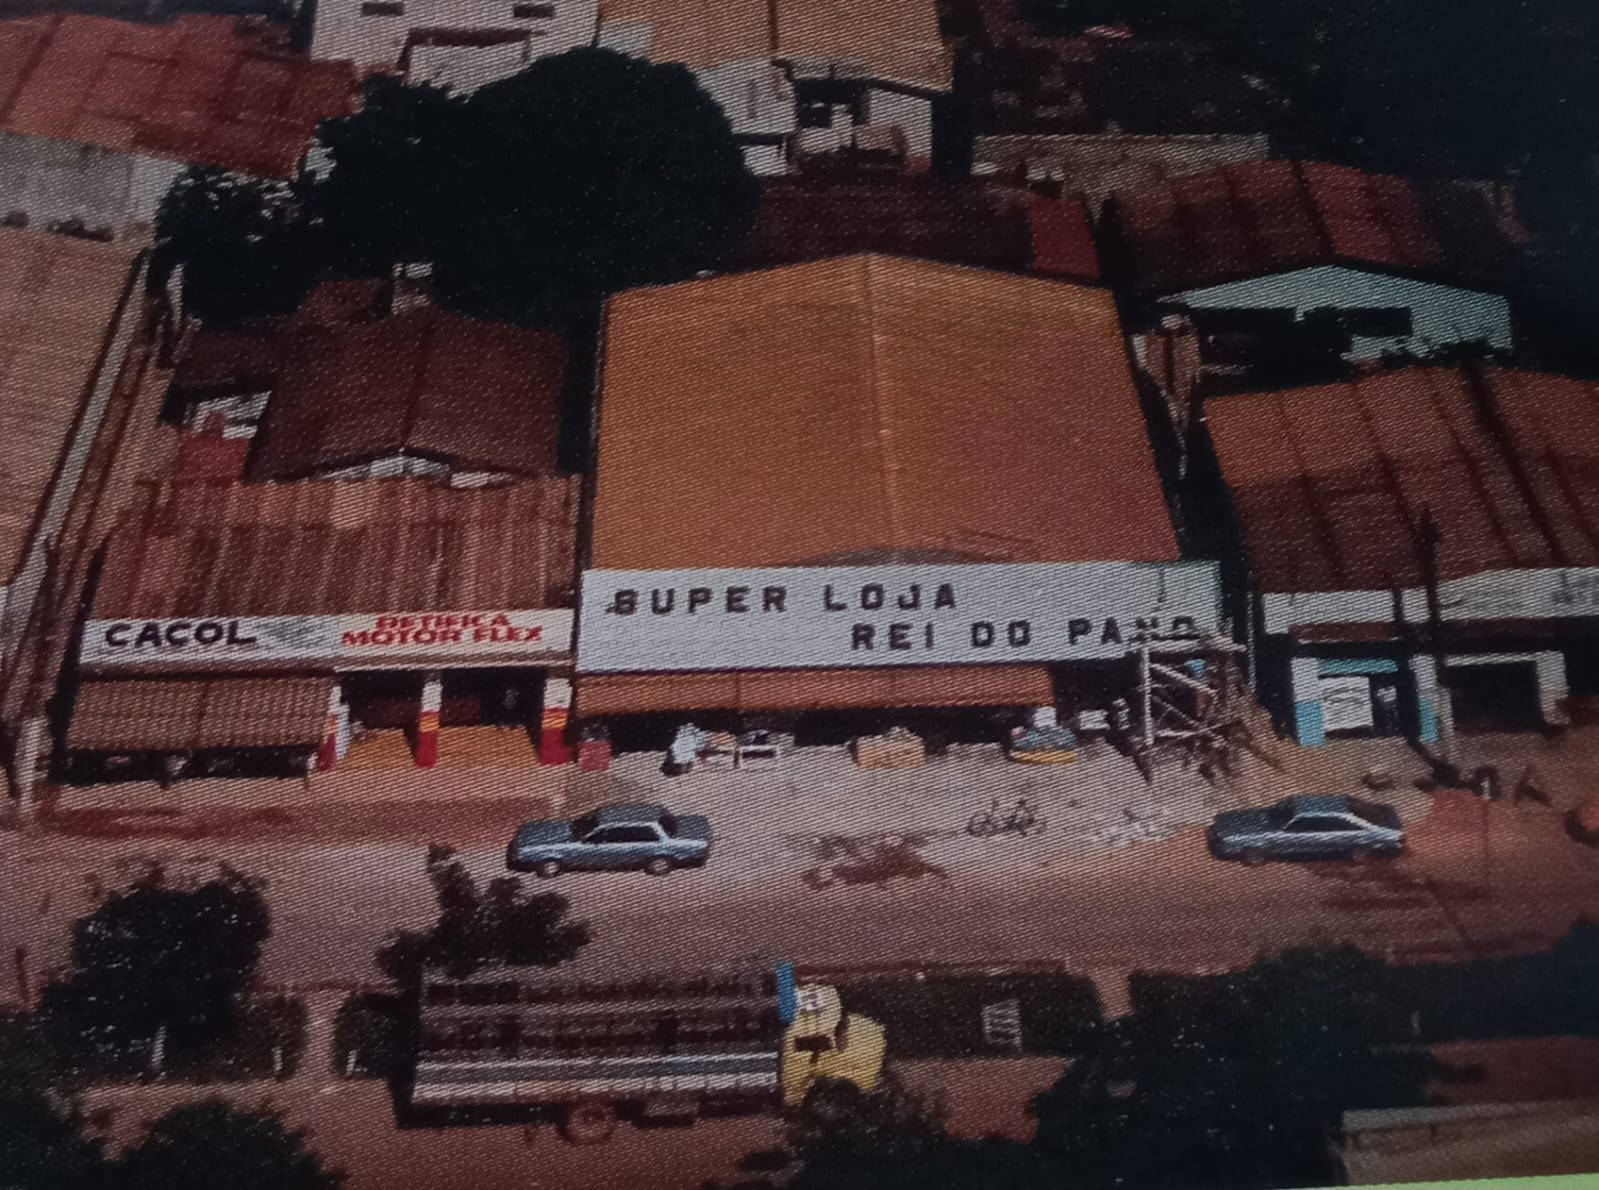 CACOL
RETIFICA
MOTOR FLEX
SUPER LOJA
REI DO PANO